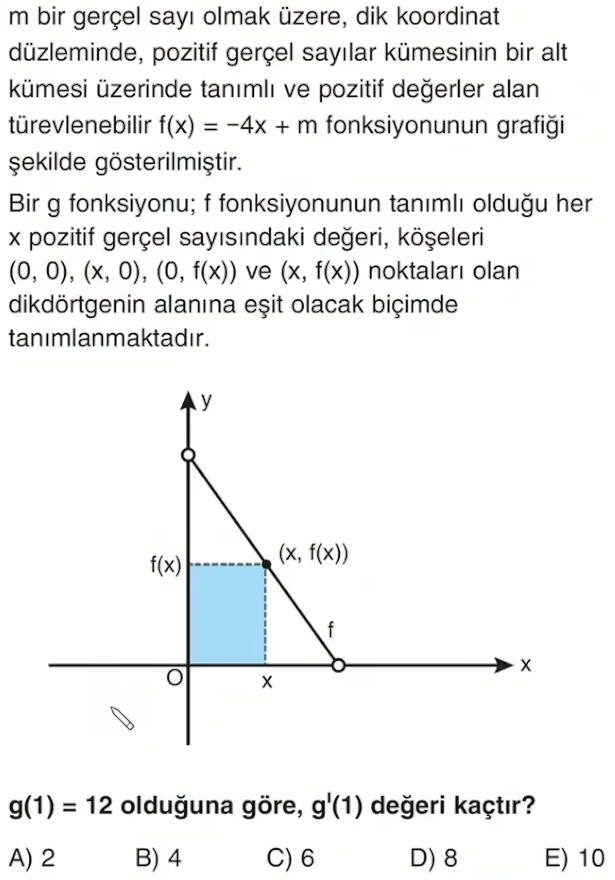 m bir gerçel sayı olmak üzere, dik koordinat
düzleminde, pozitif gerçel sayılar kümesinin bir alt
kümesi üzerinde tanımlı ve pozitif değerler alan
türevlenebilir f(x) = −4x + m fonksiyonunun grafiği
şekilde gösterilmiştir.
Bir g fonksiyonu; f fonksiyonunun tanımlı olduğu her
x pozitif gerçel sayısındaki değeri, köşeleri
(0, 0), (x, 0), (0, f(x)) ve (x, f(x)) noktaları olan
dikdörtgenin alanına eşit olacak biçimde
tanımlanmaktadır.
y
f(x)
(x, f(x))
f
x
O
x
g(1) = 12 olduğuna göre, g'(1) değeri kaçtır?
A) 2 B) 4 C) 6 D) 8 E) 10